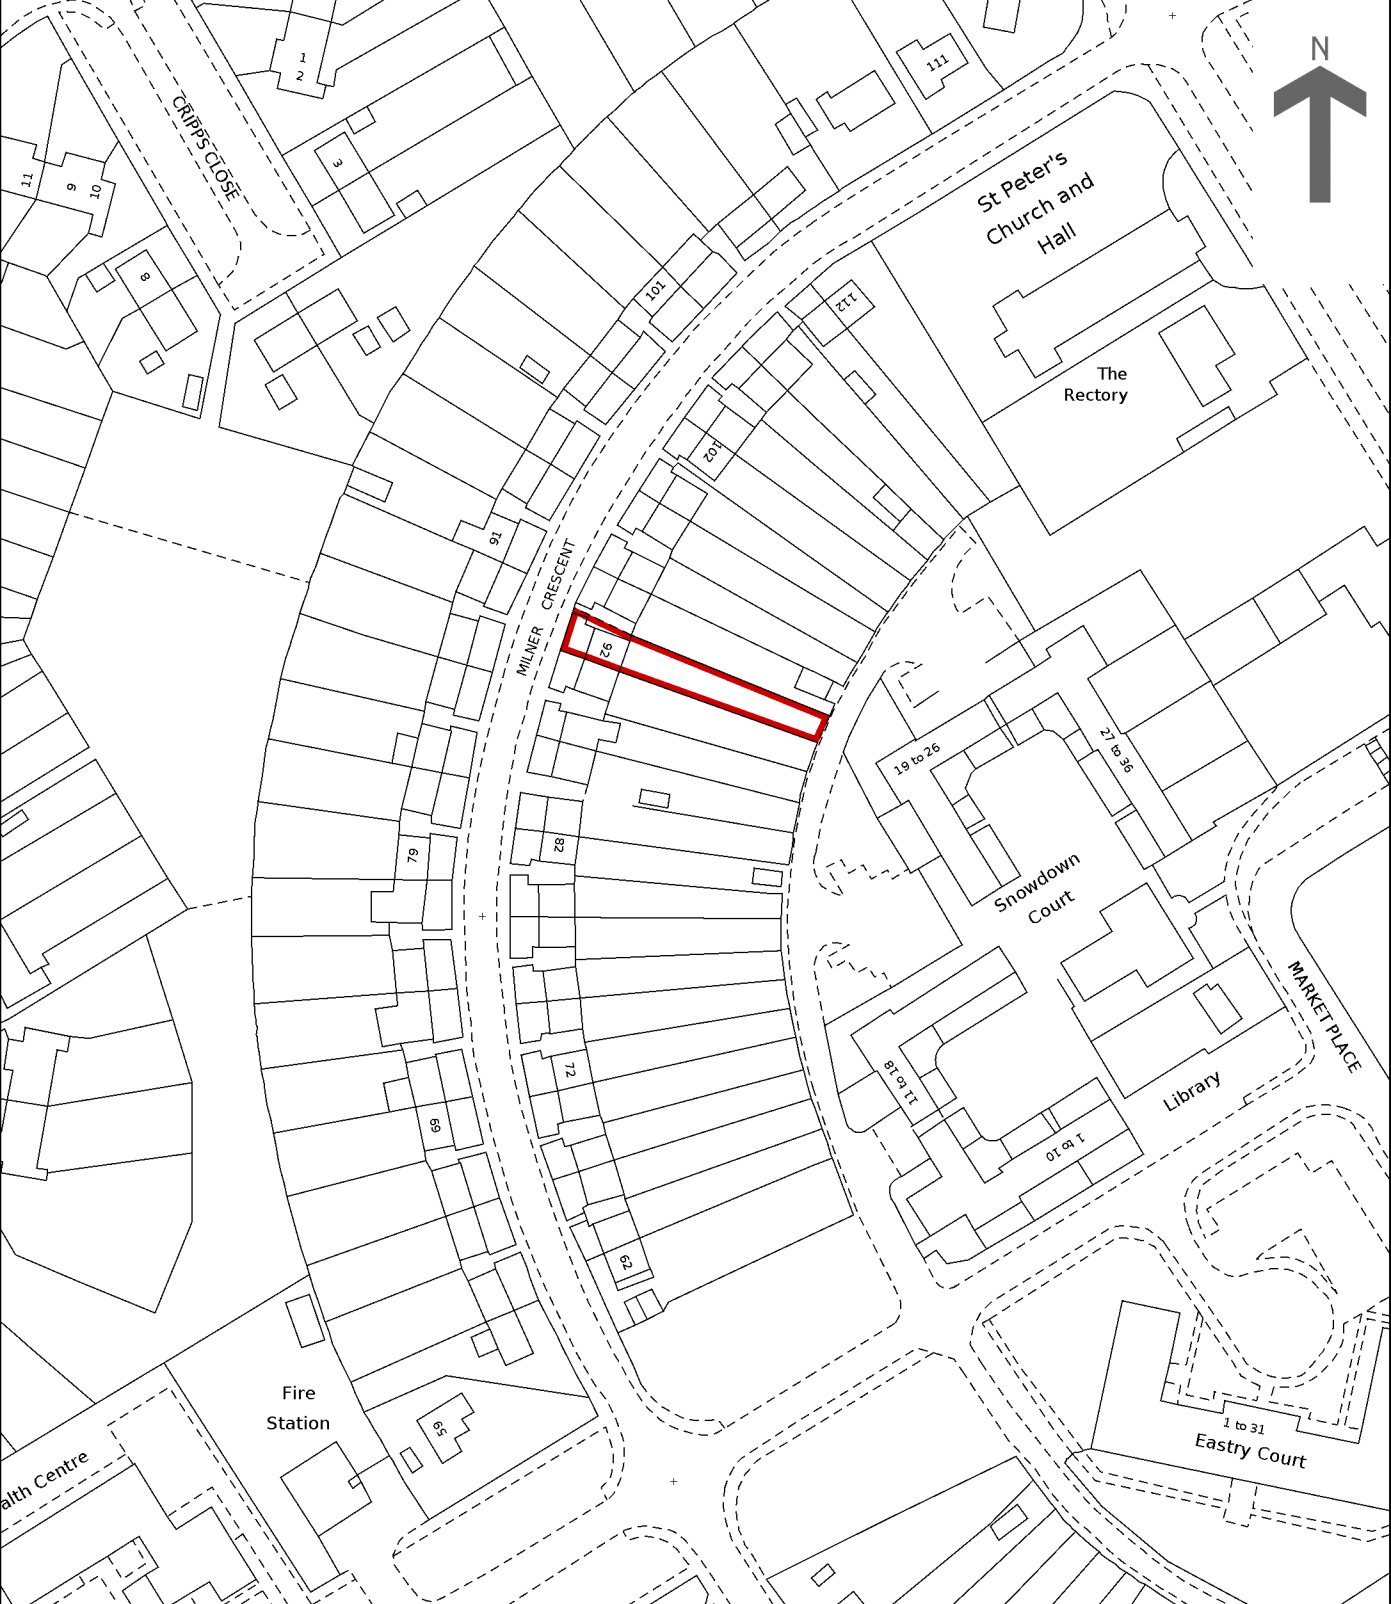 N
1
2
CRIPPS CLOSE
3
111
11
9
10
8
St Peter's
Church and
Hall
101
112
The
Rectory
102
91
MILNER CRESCENT
92
19 to 26
27 to 36
79
82
Snowdown
Court
MARKET PLACE
69
72
11 to 18
Library
1 to 10
62
Fire
Station
59
1 to 31
Eastry Court
alth Centre